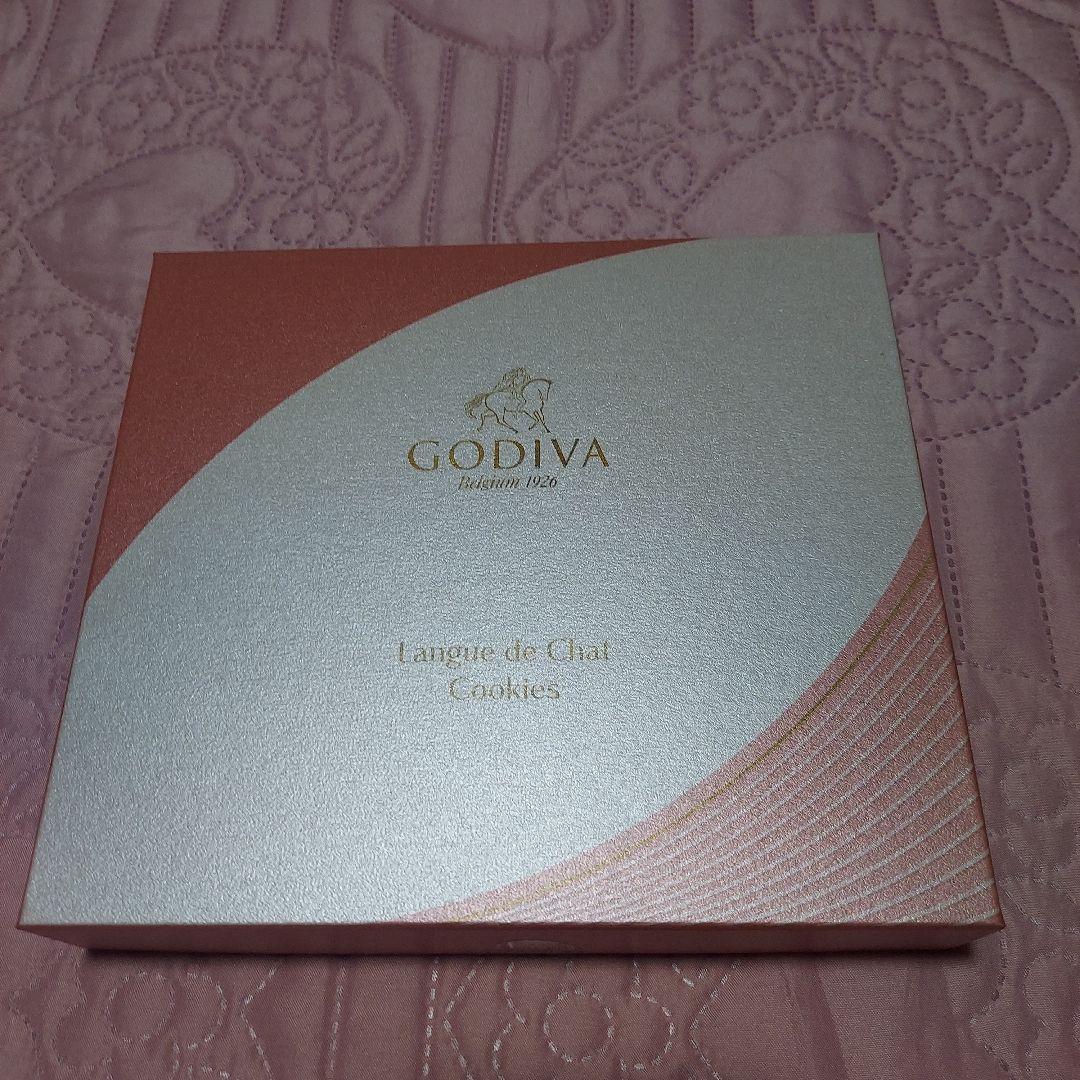 GODIVA
Belgium 1926
Langue de Chat
Cookies